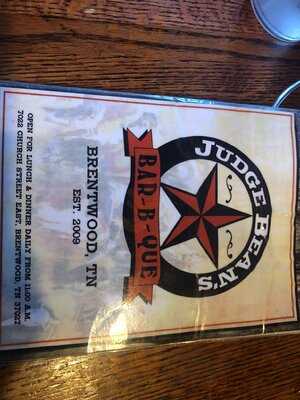 JUDGE BEAN'S
BAR-B-QUE
BRENTWOOD, TN
EST. 2009
OPEN FOR LUNCH & DINNER DAILY FROM 11:00 A.M.
7022 CHURCH STREET EAST, BRENTWOOD, TN 37027